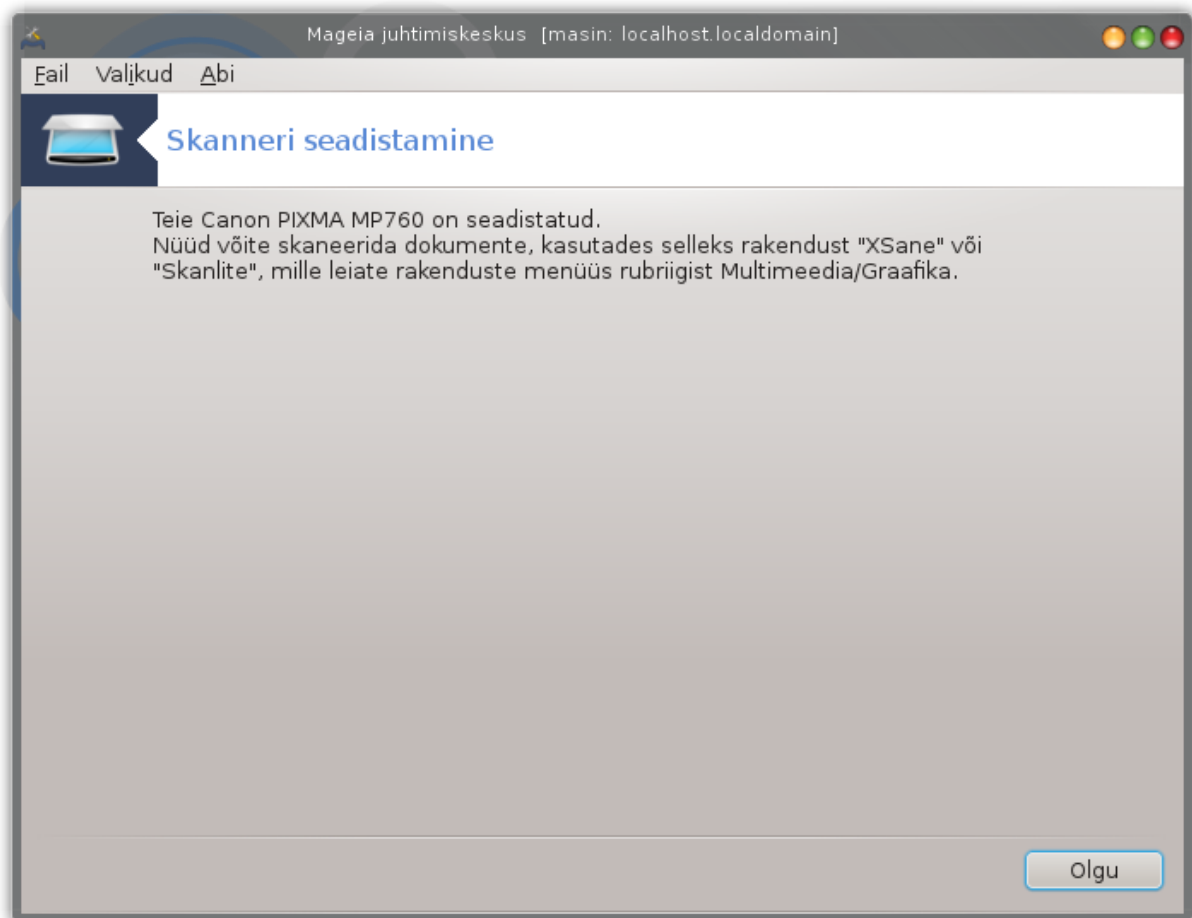 Mageia juhtimiskeskus [masin: localhost.localdomain]
Fail Valikud Abi
Skanneri seadistamine
Teie Canon PIXMA MP760 on seadistatud.
Nüüd võite skaneerida dokumente, kasutades selleks rakendust "XSane" või
"Skanlite", mille leiate rakenduste menüüs rubriigist Multimeedia/Graafika.
Olgu